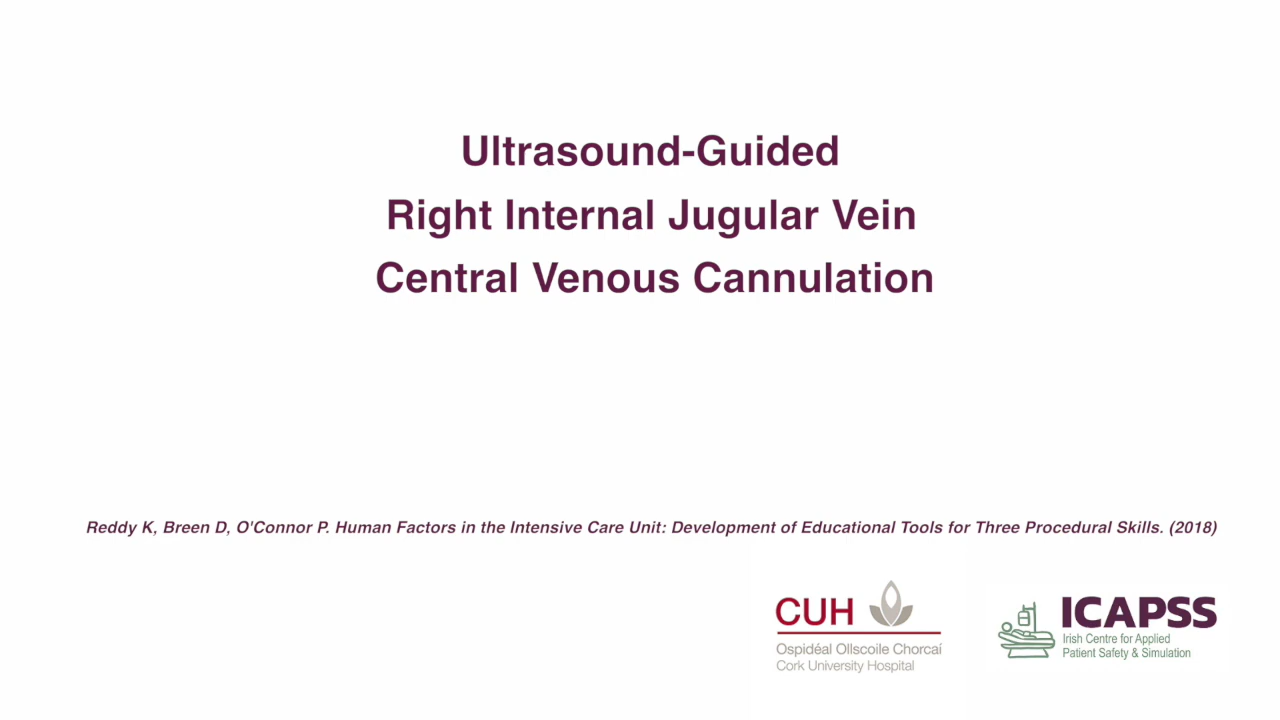 Ultrasound-Guided
Right Internal Jugular Vein
Central Venous Cannulation
Reddy K, Breen D, O'Connor P. Human Factors in the Intensive Care Unit: Development of Educational Tools for Three Procedural Skills. (2018)
CUH
Ospidéal Ollscoile Chorcaí
Cork University Hospital
ICAPSS
Irish Centre for Applied
Patient Safety & Simulation